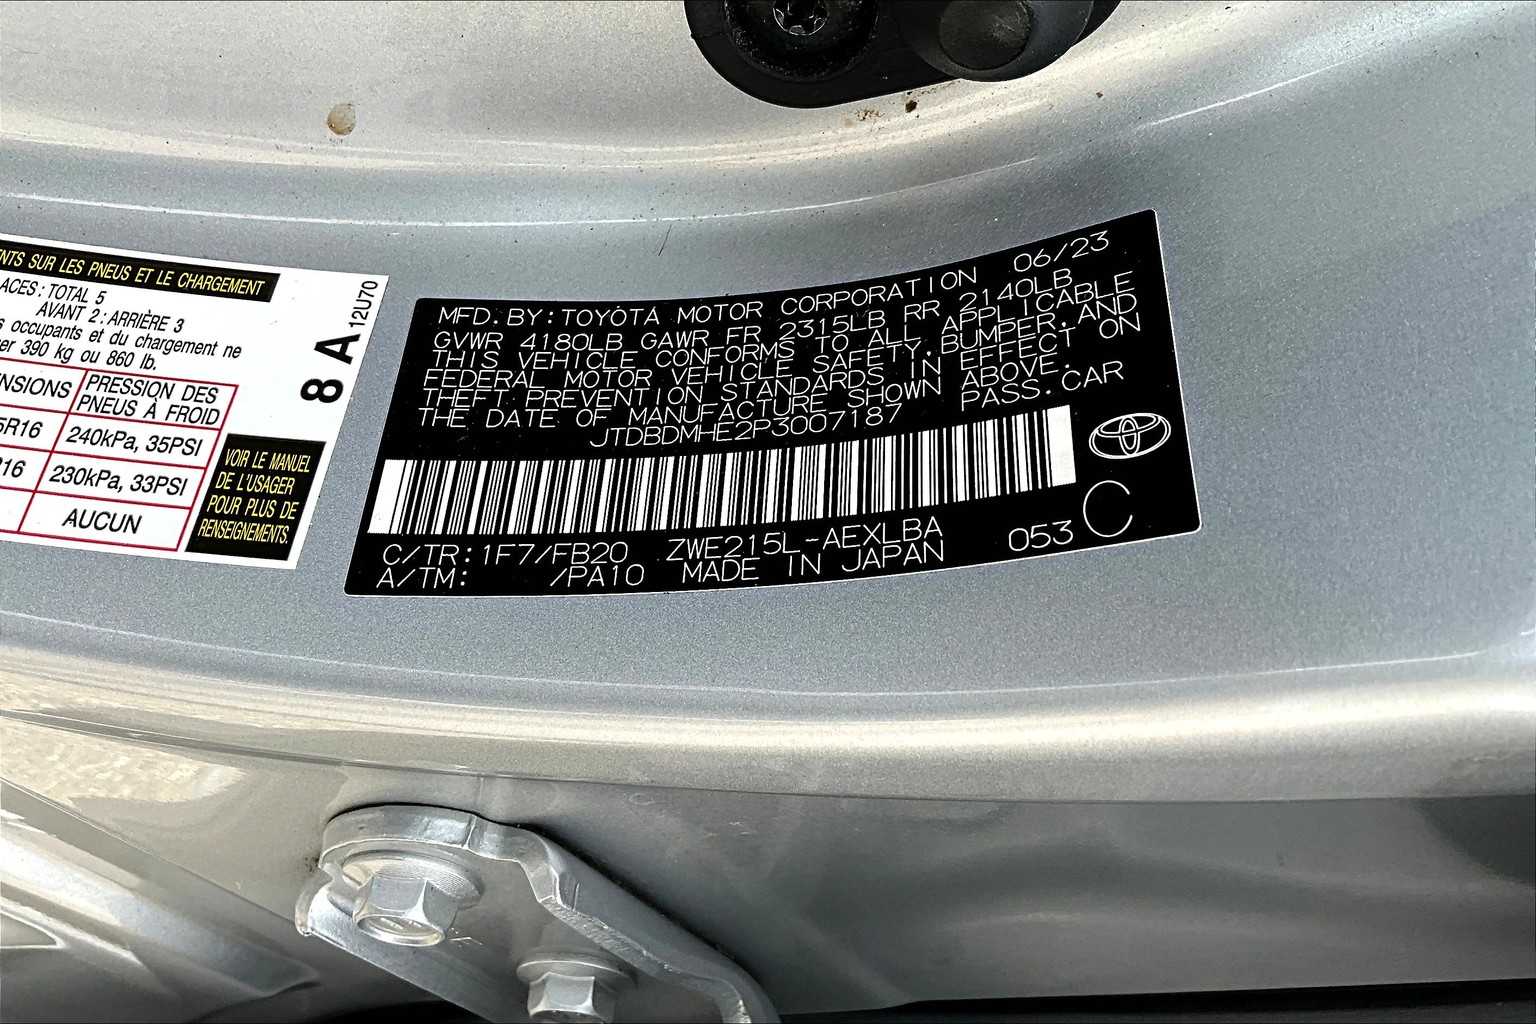 NTS SUR LES PNEUS ET LE CHARGEMENT
ACES: TOTAL 5
AVANT 2: ARRIÈRE 3
occupants et du chargement ne
er 390 kg ou 860 lb.
ENSIONS PRESSION DES PNEUS À FROID
5R16 240kPa, 35PSI
R16 230kPa, 33PSI
AUCUN
VOIR LE MANUEL
DE L'USAGER
POUR PLUS DE
RENSEIGNEMENTS.
8 A 12U70
MFD. BY: TOYOTA MOTOR CORPORATION 06/23
GVWR 4180LB GAWR FR 2315LB RR 2140LB
THIS VEHICLE CONFORMS TO ALL APPLICABLE
FEDERAL MOTOR VEHICLE SAFETY, BUMPER, AND
THEFT PREVENTION STANDARDS IN EFFECT ON
THE DATE OF MANUFACTURE SHOWN ABOVE.
JTDBDMHE2P3007187 PASS. CAR
C/TR: 1F7/FB20 ZWE215L-AEXLBA
A/TM: /PA10 MADE IN JAPAN 053 C